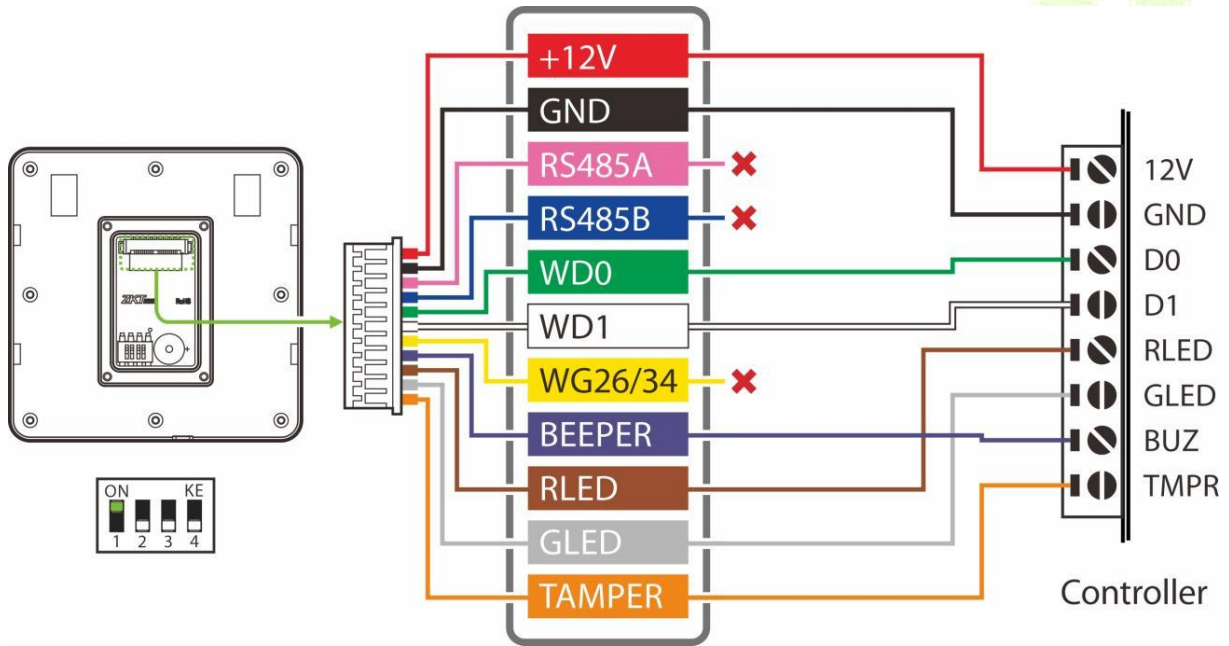 +12V
GND
RS485A
RS485B
WD0
WD1
WG26/34
BEEPER
RLED
GLED
TAMPER
12V
GND
D0
D1
RLED
GLED
BUZ
TMPR
Controller
ON KE
1 2 3 4